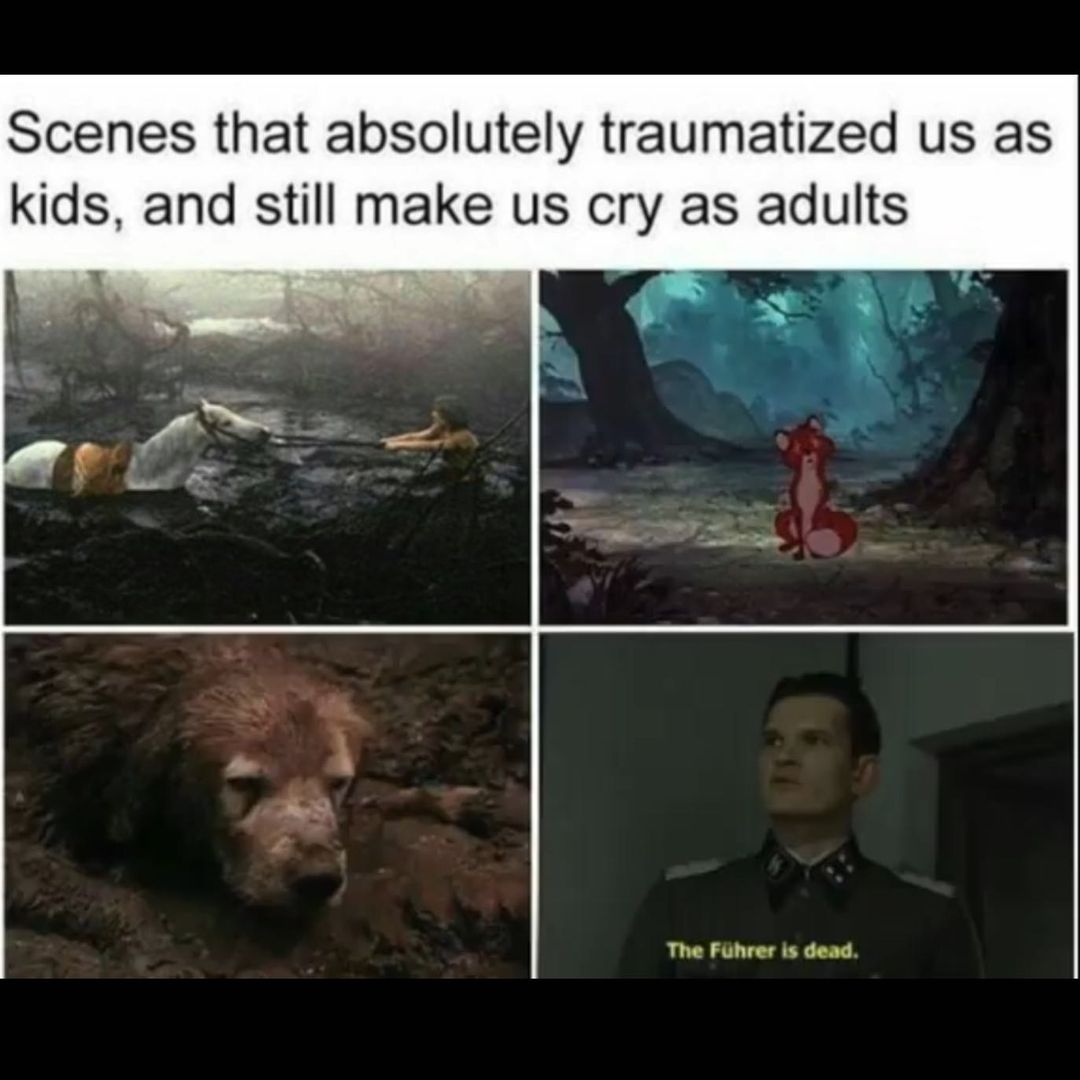 Scenes that absolutely traumatized us as
kids, and still make us cry as adults
The Führer is dead.